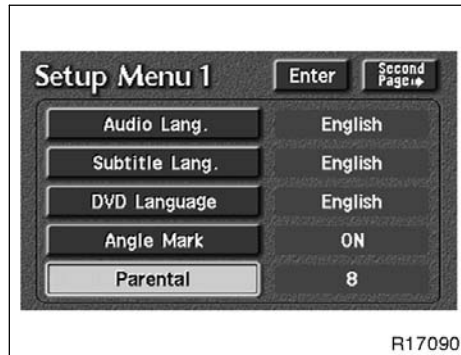 Setup Menu 1 Enter Second
Page
Audio Lang. English
Subtitle Lang. English
DVD Language English
Angle Mark ON
Parental 8
R17090